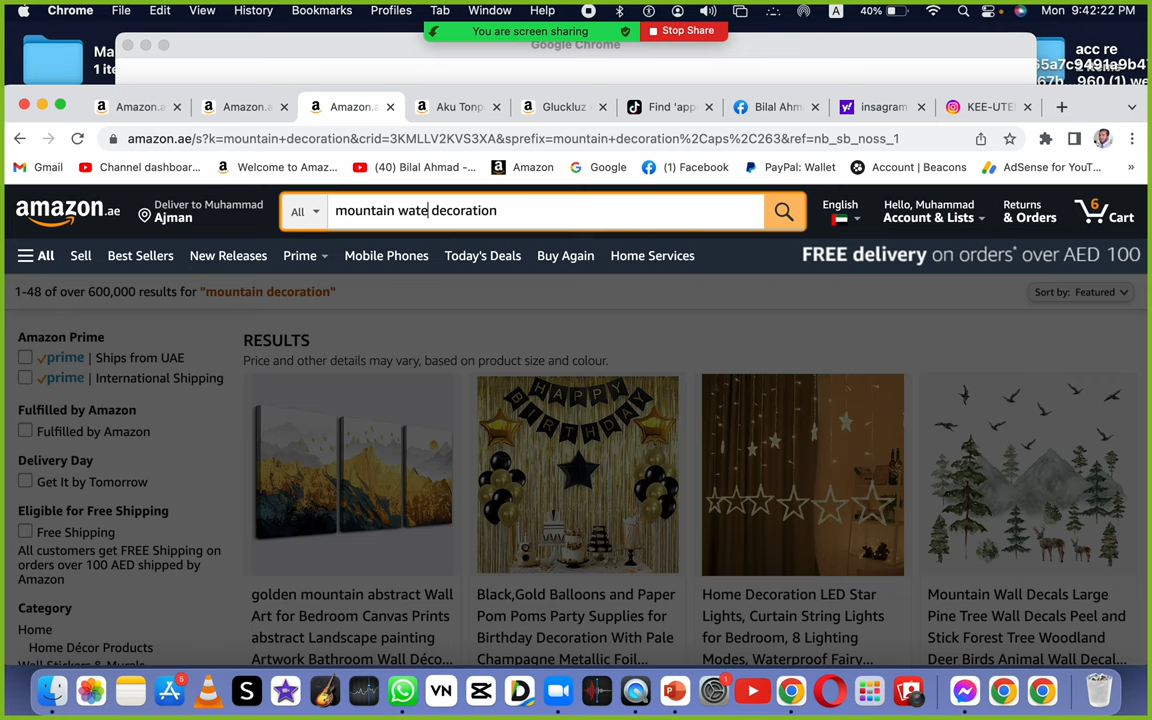 Chrome File Edit View History Bookmarks Profiles Tab Window Help A 40% Mon 9:42:22 PM
You are screen sharing Stop Share
Google Chrome
Ma
1 ite
acc re
65a7c9491a9b4
960 (1) we
Amazon.a Amazon.a Amazon.a Aku Tonp Gluckluz Find 'app Bilal Ahm insagram KEE-UTE
amazon.ae/s?k=mountain+decoration&crid=3KMLLV2KVS3XA&sprefix=mountain+decoration%2Caps%2C263&ref=nb_sb_noss_1
Gmail Channel dashboar... Welcome to Amaz... (40) Bilal Ahmad -... Amazon Google (1) Facebook PayPal: Wallet Account | Beacons AdSense for YouT... »
amazon.ae
Deliver to Muhammad
Ajman
All mountain wate decoration
English
Hello, Muhammad
Account & Lists
Returns
& Orders
6
Cart
All Sell Best Sellers New Releases Prime Mobile Phones Today's Deals Buy Again Home Services FREE delivery on orders* over AED 100
1-48 of over 600,000 results for "mountain decoration" Sort by: Featured
Amazon Prime
prime | Ships from UAE
prime | International Shipping
Fulfilled by Amazon
Fulfilled by Amazon
Delivery Day
Get It by Tomorrow
Eligible for Free Shipping
Free Shipping
All customers get FREE Shipping on
orders over 100 AED shipped by
Amazon
Category
Home
Home Décor Products
Wall Stickers & Murals
RESULTS
Price and other details may vary, based on product size and colour.
HAPPY
BIRTHDAY
golden mountain abstract Wall
Art for Bedroom Canvas Prints
abstract Landscape painting
Artwork Bathroom Wall Déco...
Black,Gold Balloons and Paper
Pom Poms Party Supplies for
Birthday Decoration With Pale
Champagne Metallic Foil...
Home Decoration LED Star
Lights, Curtain String Lights
for Bedroom, 8 Lighting
Modes, Waterproof Fairy...
Mountain Wall Decals Large
Pine Tree Wall Decals Peel and
Stick Forest Tree Woodland
Deer Birds Animal Wall Decal...
5
S
VN
D
P
1